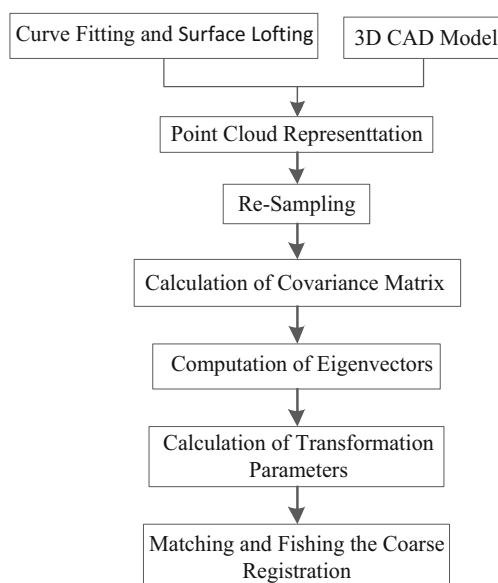 Curve Fitting and Surface Lofting
3D CAD Model
Point Cloud Representtation
Re-Sampling
Calculation of Covariance Matrix
Computation of Eigenvectors
Calculation of Transformation
Parameters
Matching and Fishing the Coarse
Registration